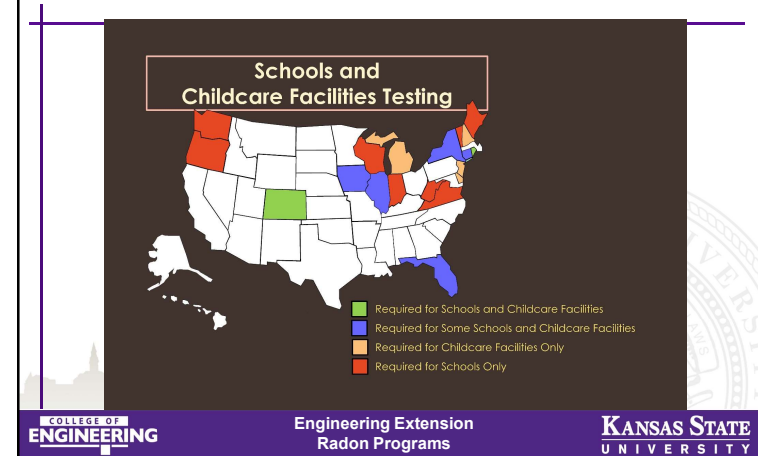 Schools and
Childcare Facilities Testing
Required for Schools and Childcare Facilities
Required for Some Schools and Childcare Facilities
Required for Childcare Facilities Only
Required for Schools Only
COLLEGE OF
ENGINEERING
Engineering Extension
Radon Programs
KANSAS STATE
UNIVERSITY